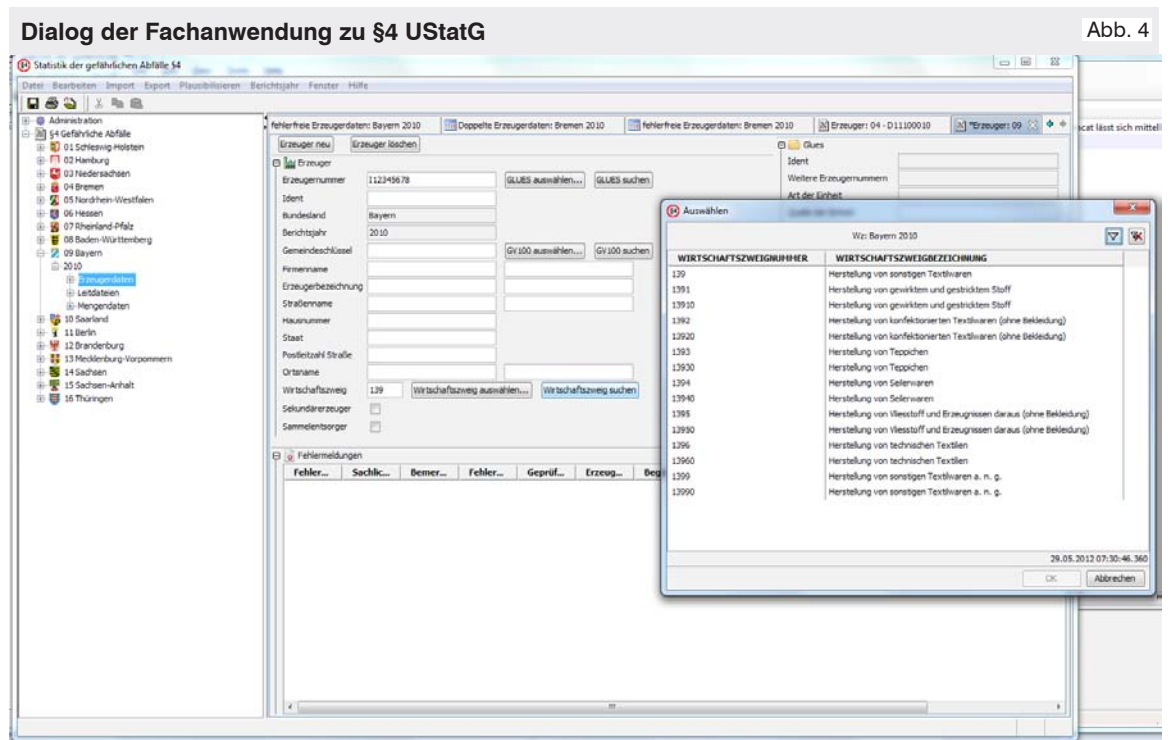 Dialog der Fachanwendung zu §4 UStatG
Abb. 4
Statistik der gefährlichen Abfälle §4
Datei Bearbeiten Import Export Plausibilisieren Berichtsjahr Fenster Hilfe
Administration
§4 Gefährliche Abfälle
01 Schleswig-Holstein
02 Hamburg
03 Niedersachsen
04 Bremen
05 Nordrhein-Westfalen
06 Hessen
07 Rheinland-Pfalz
08 Baden-Württemberg
09 Bayern
2010
Erzeugerdaten
Leitdateien
Mengendaten
10 Saarland
11 Berlin
12 Brandenburg
13 Mecklenburg-Vorpommern
14 Sachsen
15 Sachsen-Anhalt
16 Thüringen
fehlerfreie Erzeugerdaten: Bayern 2010
Doppelte Erzeugerdaten: Bremen 2010
fehlerfreie Erzeugerdaten: Bremen 2010
Erzeuger: 04 - D11100010
*Erzeuger: 09
Erzeuger neu
Erzeuger löschen
Erzeuger
Erzeugernummer I12345678 GLUES auswählen... GLUES suchen
Ident
Bundesland Bayern
Berichtsjahr 2010
Gemeindeschlüssel GV100 auswählen... GV100 suchen
Firmenname
Erzeugerbezeichnung
Straßenname
Hausnummer
Staat
Postleitzahl Straße
Ortsname
Wirtschaftszweig 139 Wirtschaftszweig auswählen... Wirtschaftszweig suchen
Sekundärerzeuger
Sammelentsorger
Glues
Ident
Weitere Erzeugernummern
Art der Einheit
Fehlermeldungen
Fehler... Sachlic... Bemer... Fehler... Geprüf... Erzeug... Beg
ncat lässt sich mittel
Auswählen
Wz: Bayern 2010
WIRTSCHAFTSZWEIGNUMMER WIRTSCHAFTSZWEIGBEZEICHNUNG
139 Herstellung von sonstigen Textilwaren
1391 Herstellung von gewirktem und gestricktem Stoff
13910 Herstellung von gewirktem und gestricktem Stoff
1392 Herstellung von konfektionierten Textilwaren (ohne Bekleidung)
13920 Herstellung von konfektionierten Textilwaren (ohne Bekleidung)
1393 Herstellung von Teppichen
13930 Herstellung von Teppichen
1394 Herstellung von Seilerwaren
13940 Herstellung von Seilerwaren
1395 Herstellung von Vliesstoff und Erzeugnissen daraus (ohne Bekleidung)
13950 Herstellung von Vliesstoff und Erzeugnissen daraus (ohne Bekleidung)
1396 Herstellung von technischen Textilien
13960 Herstellung von technischen Textilien
1399 Herstellung von sonstigen Textilwaren a. n. g.
13990 Herstellung von sonstigen Textilwaren a. n. g.
29.05.2012 07:30:46.360
OK
Abbrechen